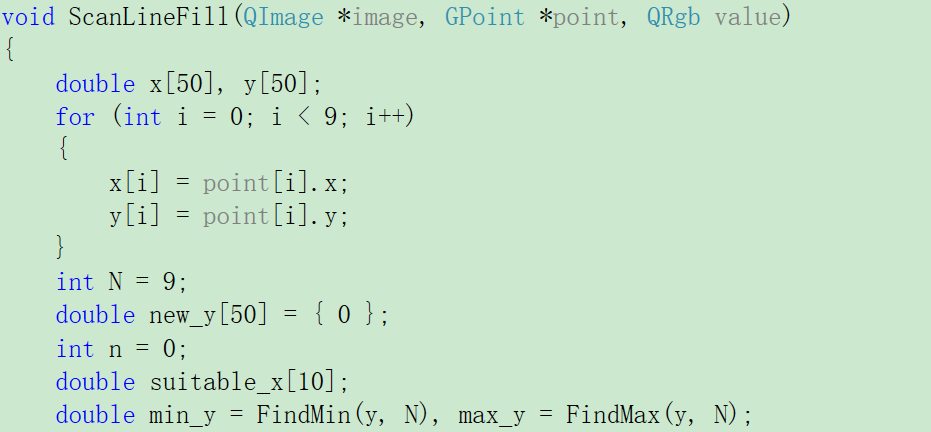 void ScanLineFill(QImage *image, GPoint *point, QRgb value)
{
    double x[50], y[50];
    for (int i = 0; i < 9; i++)
    {
        x[i] = point[i].x;
        y[i] = point[i].y;
    }
    int N = 9;
    double new_y[50] = { 0 };
    int n = 0;
    double suitable_x[10];
    double min_y = FindMin(y, N), max_y = FindMax(y, N);